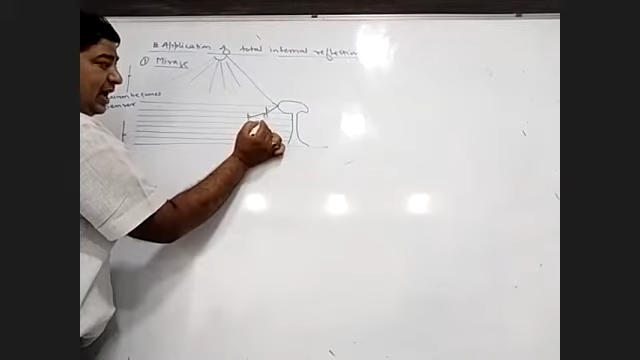 # Application of total internal reflection
① Mirage